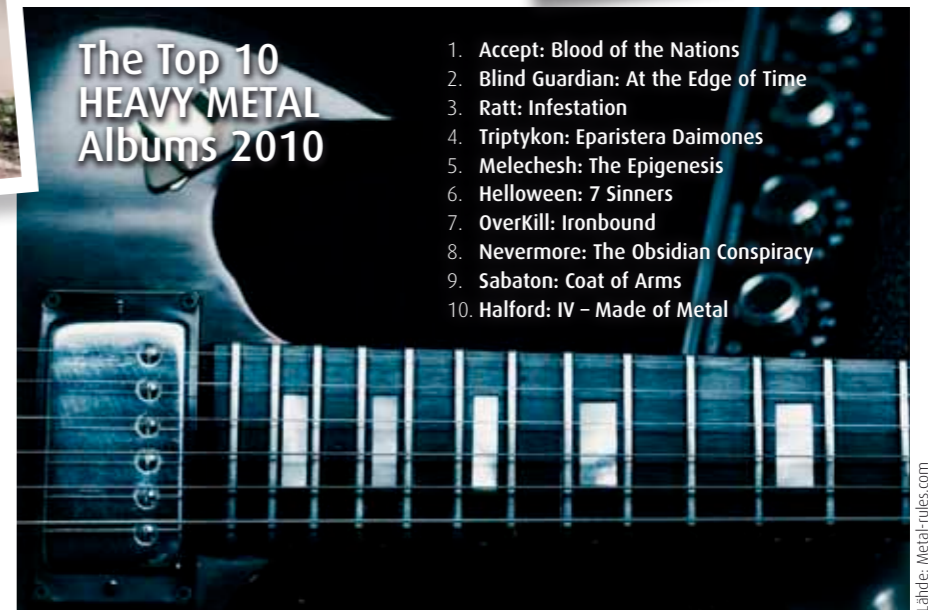 The Top 10
HEAVY METAL
Albums 2010
1. Accept: Blood of the Nations
2. Blind Guardian: At the Edge of Time
3. Ratt: Infestation
4. Triptykon: Eparistera Daimones
5. Melechesh: The Epigenesis
6. Helloween: 7 Sinners
7. OverKill: Ironbound
8. Nevermore: The Obsidian Conspiracy
9. Sabaton: Coat of Arms
10. Halford: IV – Made of Metal
Lähde: Metal-rules.com